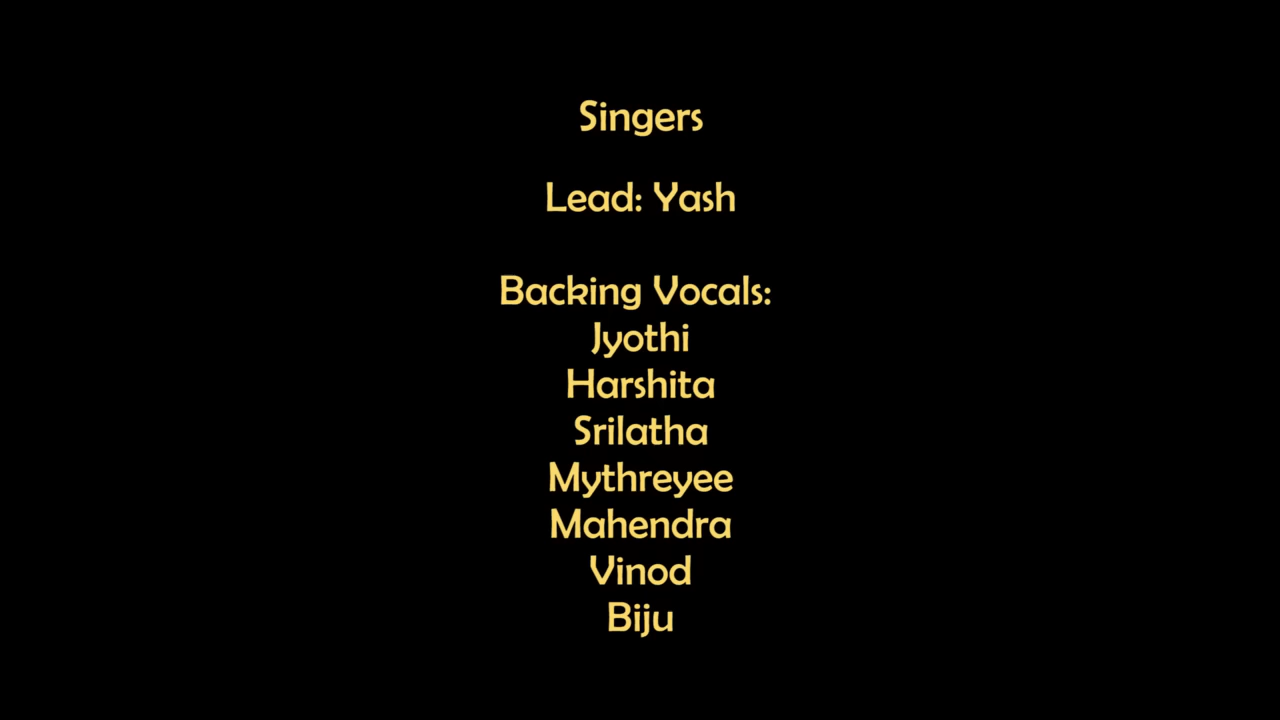 Singers
Lead: Yash
Backing Vocals:
Jyothi
Harshita
Srilatha
Mythreyee
Mahendra
Vinod
Biju